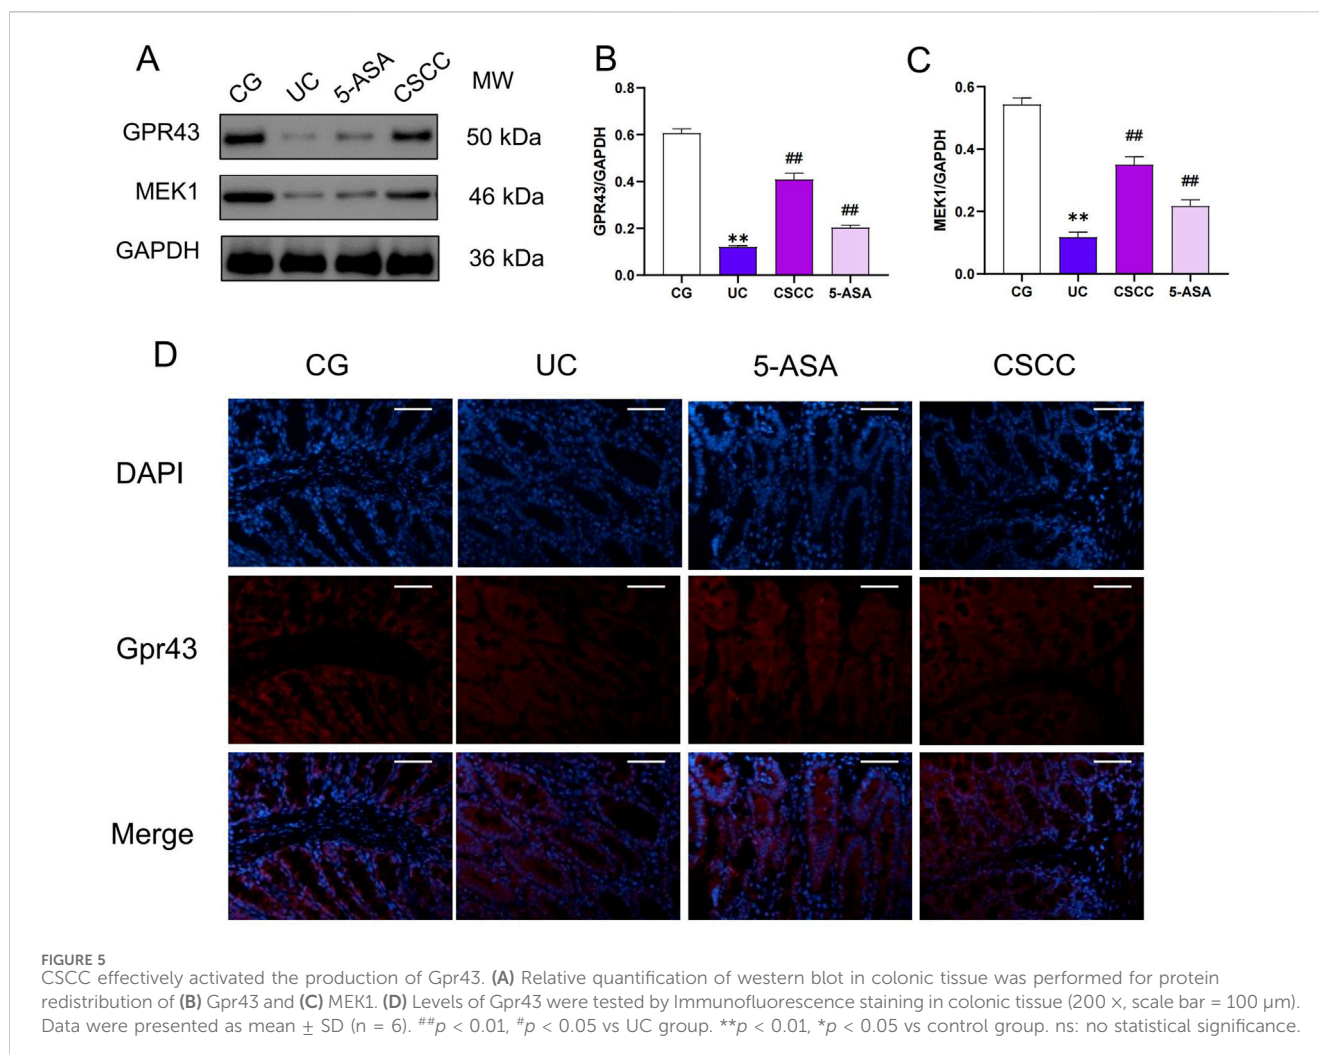 A
CG UC 5-ASA CSCC MW
GPR43 50 kDa
MEK1 46 kDa
GAPDH 36 kDa
B
GPR43/GAPDH
0.8
0.6
0.4
0.2
0.0
**
##
##
CG UC CSCC 5-ASA
C
MEK1/GAPDH
0.6
0.4
0.2
0.0
**
##
##
CG UC CSCC 5-ASA
D
CG UC 5-ASA CSCC
DAPI
Gpr43
Merge
FIGURE 5
CSCC effectively activated the production of Gpr43. (A) Relative quantification of western blot in colonic tissue was performed for protein
redistribution of (B) Gpr43 and (C) MEK1. (D) Levels of Gpr43 were tested by Immunofluorescence staining in colonic tissue (200 ×, scale bar = 100 μm).
Data were presented as mean ± SD (n = 6). ##p < 0.01, #p < 0.05 vs UC group. **p < 0.01, *p < 0.05 vs control group. ns: no statistical significance.